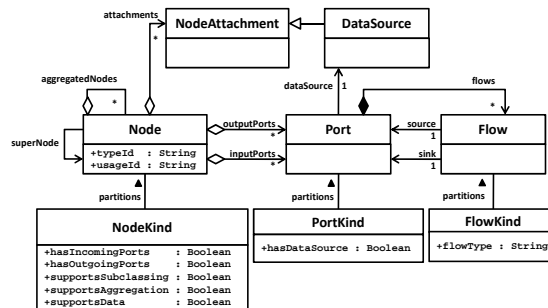 attachments
NodeAttachment
DataSource
*
aggregatedNodes
*
dataSource
1
flows
*
superNode
Node
+typeId : String
+usageId : String
outputPorts
*
inputPorts
*
Port
source
1
sink
1
Flow
partitions
partitions
partitions
NodeKind
+hasIncomingPorts : Boolean
+hasOutgoingPorts : Boolean
+supportsSubclassing : Boolean
+supportsAggregation : Boolean
+supportsData : Boolean
PortKind
+hasDataSource : Boolean
FlowKind
+flowType : String